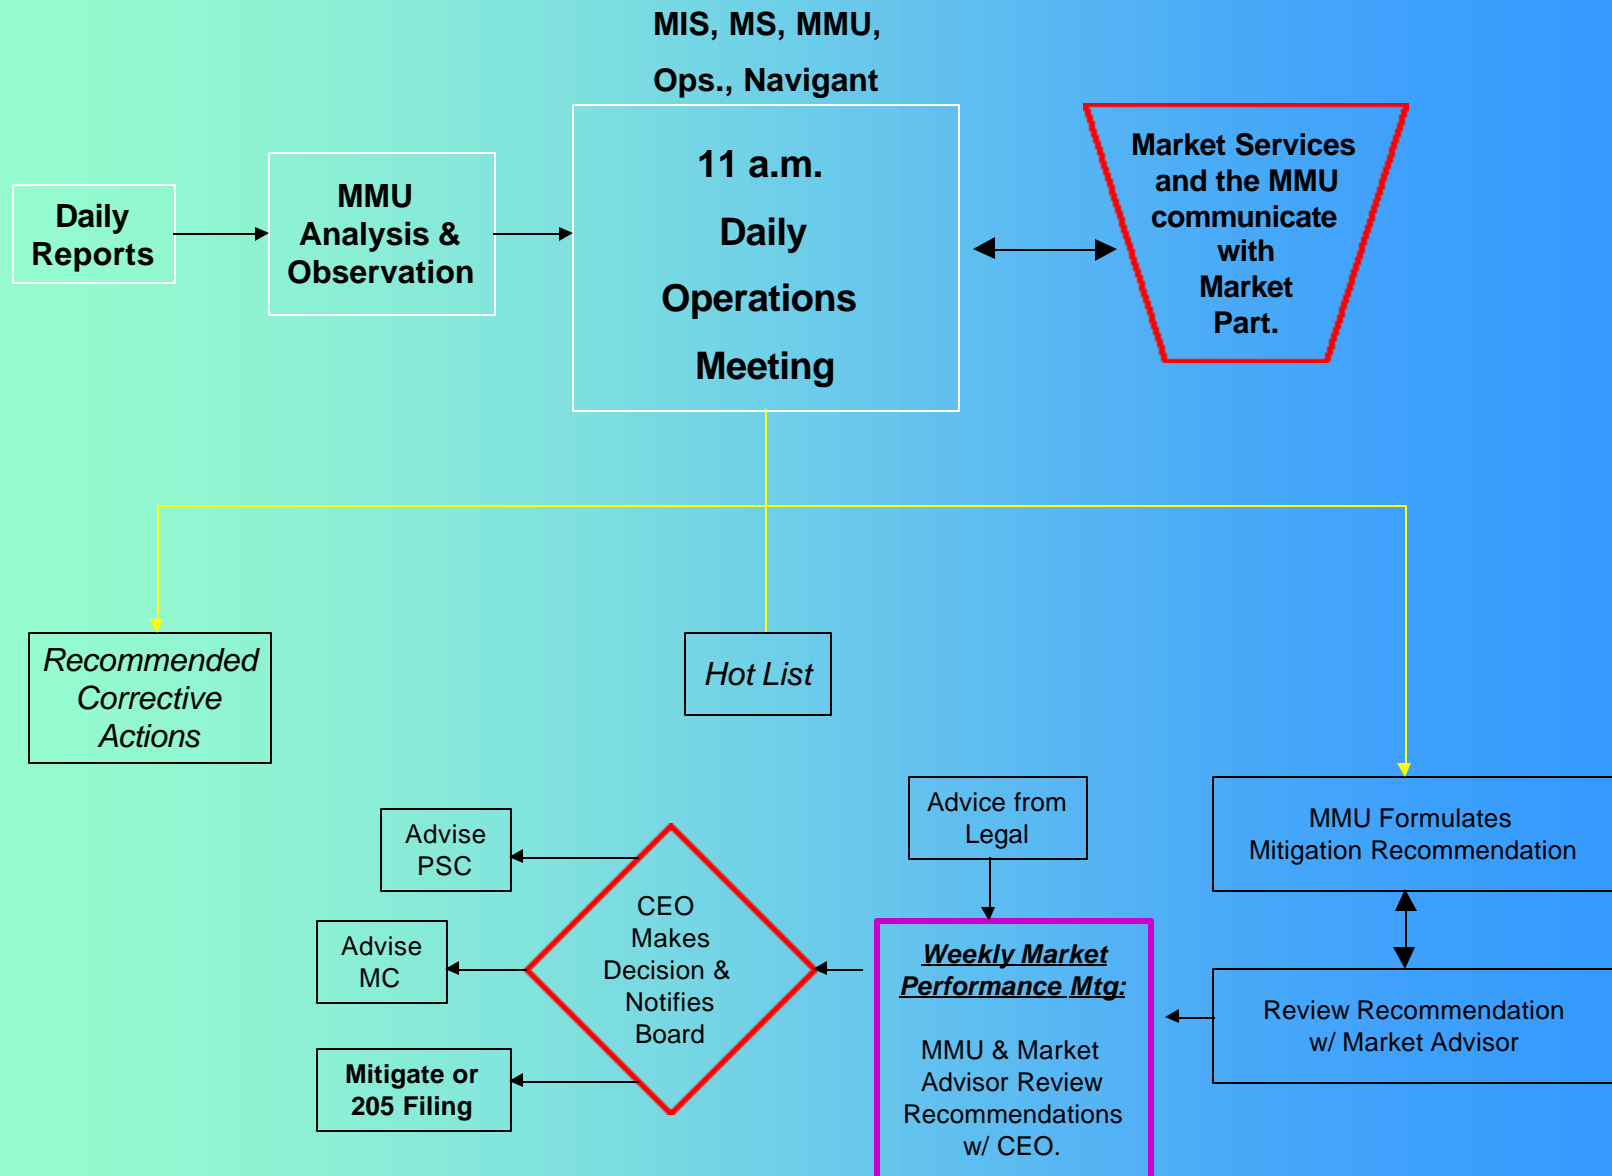 MIS, MS, MMU,
Ops., Navigant
Daily
Reports
MMU
Analysis &
Observation
11 a.m.
Daily
Operations
Meeting
Market Services
and the MMU
communicate
with
Market
Part.
Recommended
Corrective
Actions
Hot List
MMU Formulates
Mitigation Recommendation
Review Recommendation
w/ Market Advisor
Advice from
Legal
Weekly Market
Performance Mtg:
MMU & Market
Advisor Review
Recommendations
w/ CEO.
CEO
Makes
Decision &
Notifies
Board
Advise
PSC
Advise
MC
Mitigate or
205 Filing